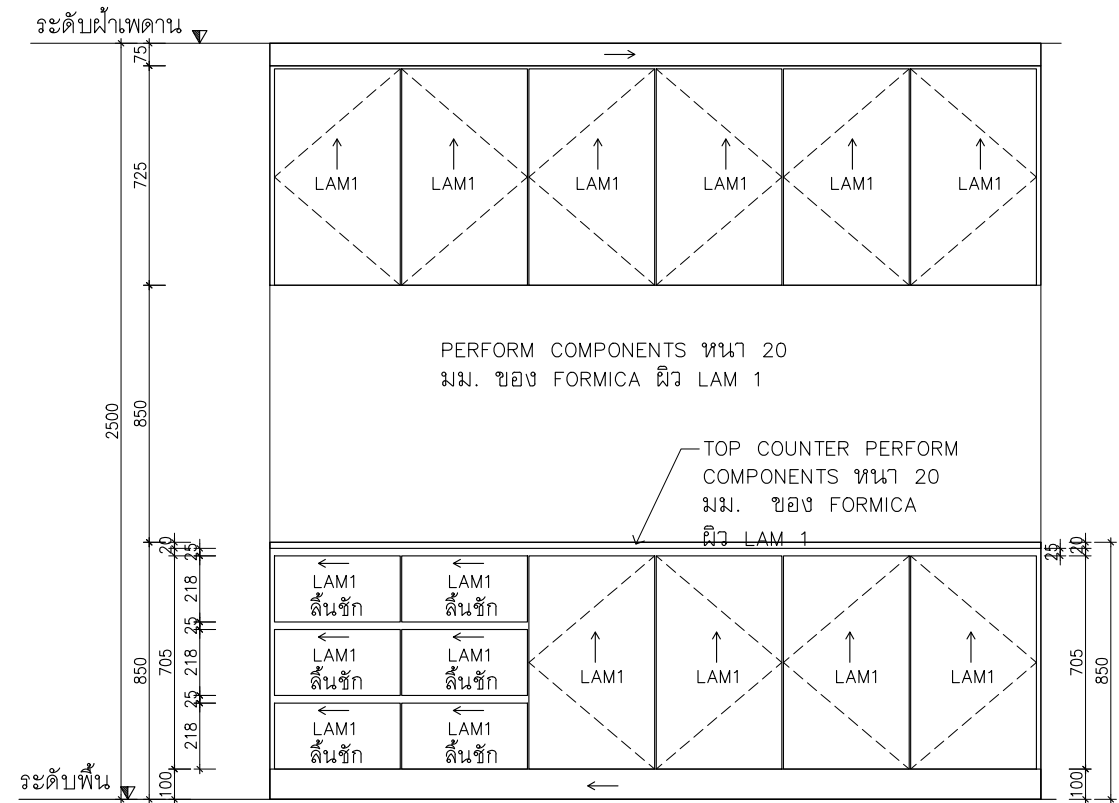 ระดับฝ้าเพดาน
75
LAM1 LAM1 LAM1 LAM1 LAM1 LAM1
725
PERFORM COMPONENTS หนา 20
มม. ของ FORMICA ผิว LAM 1
2500
850
TOP COUNTER PERFORM
COMPONENTS หนา 20
มม. ของ FORMICA
ผิว LAM 1
20
25
25
20
LAM1 LAM1
ลิ้นชัก ลิ้นชัก
218
25
LAM1 LAM1
ลิ้นชัก ลิ้นชัก
LAM1 LAM1 LAM1 LAM1
850
705
218
705
850
25
LAM1 LAM1
ลิ้นชัก ลิ้นชัก
218
ระดับพื้น
100
100